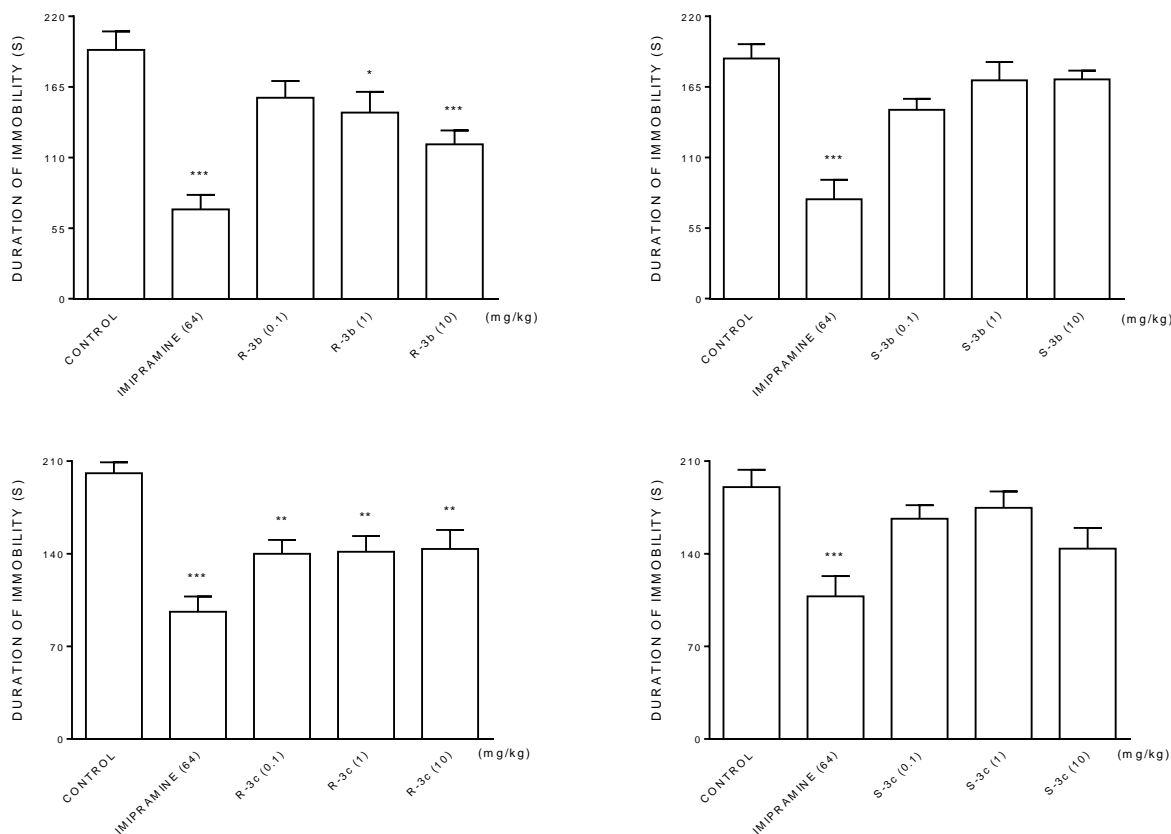 DURATION OF IMMOBILITY (S)
220
165
110
55
0
*
***
***
CONTROL
IMIPRAMINE (64)
R-3b (0.1)
R-3b (1)
R-3b (10)
(mg/kg)
DURATION OF IMMOBILITY (S)
220
165
110
55
0
***
CONTROL
IMIPRAMINE (64)
S-3b (0.1)
S-3b (1)
S-3b (10)
(mg/kg)
DURATION OF IMMOBILITY (S)
210
140
70
0
***
**
**
**
CONTROL
IMIPRAMINE (64)
R-3c (0.1)
R-3c (1)
R-3c (10)
(mg/kg)
DURATION OF IMMOBILITY (S)
210
140
70
0
***
CONTROL
IMIPRAMINE (64)
S-3c (0.1)
S-3c (1)
S-3c (10)
(mg/kg)